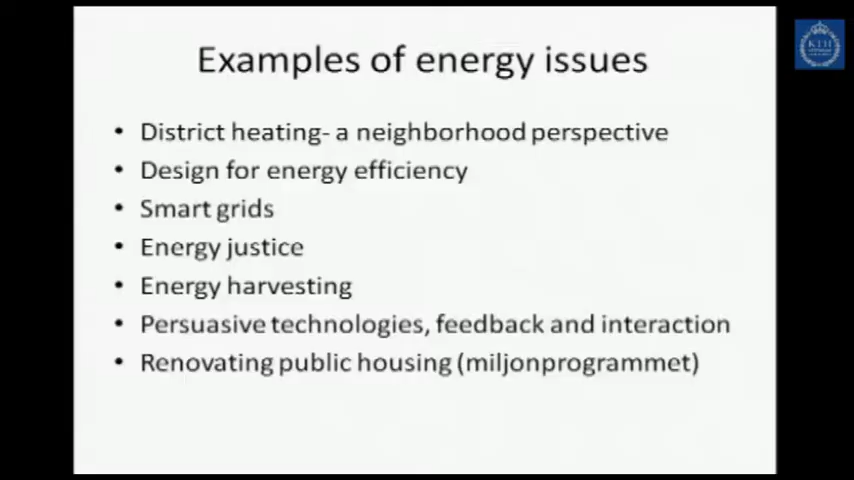 Examples of energy issues
• District heating- a neighborhood perspective
• Design for energy efficiency
• Smart grids
• Energy justice
• Energy harvesting
• Persuasive technologies, feedback and interaction
• Renovating public housing (miljonprogrammet)
KTH